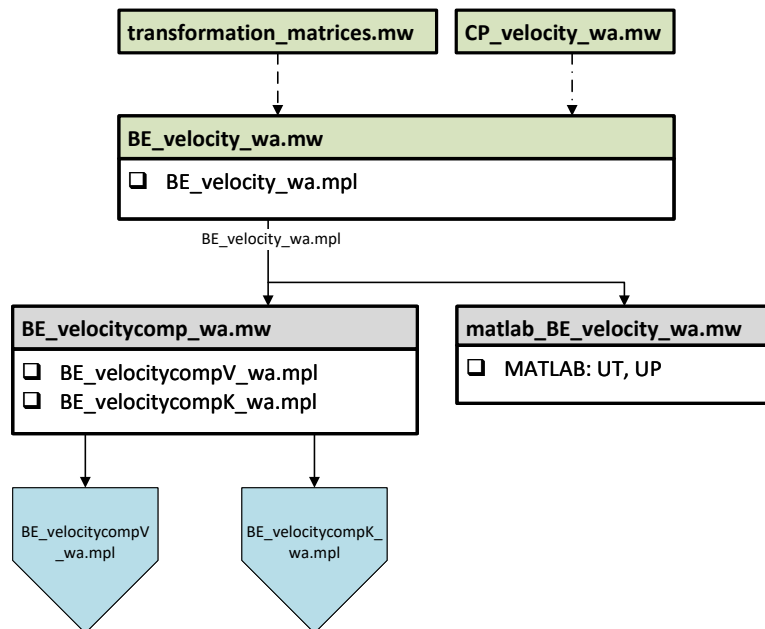 transformation_matrices.mw
CP_velocity_wa.mw
BE_velocity_wa.mw
BE_velocity_wa.mpl
BE_velocity_wa.mpl
BE_velocitycomp_wa.mw
BE_velocitycompV_wa.mpl
BE_velocitycompK_wa.mpl
matlab_BE_velocity_wa.mw
MATLAB: UT, UP
BE_velocitycompV
_wa.mpl
BE_velocitycompK_
wa.mpl